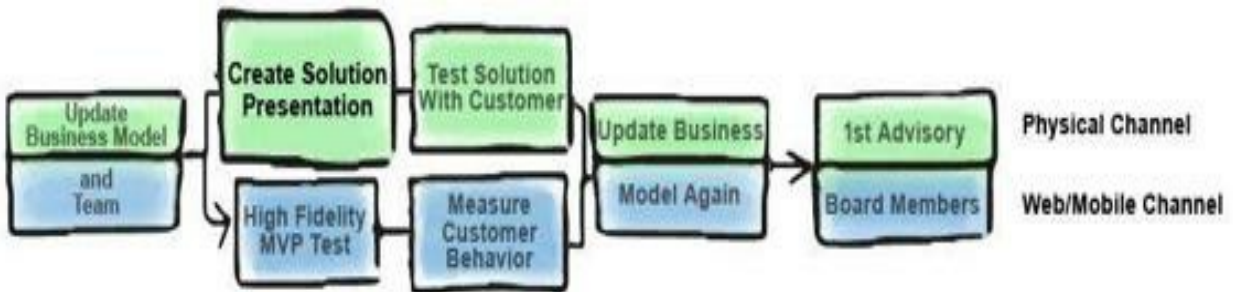 Update
Business Model
and
Team
Create Solution
Presentation
Test Solution
With Customer
High Fidelity
MVP Test
Measure
Customer
Behavior
Update Business
Model Again
1st Advisory
Board Members
Physical Channel
Web/Mobile Channel